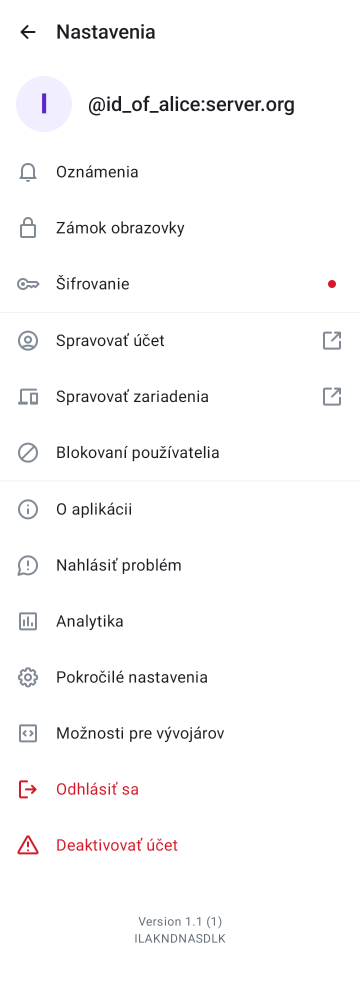 Nastavenia
I
@id_of_alice:server.org
Oznámenia
Zámok obrazovky
Šifrovanie
Spravovať účet
Spravovať zariadenia
Blokovaní používatelia
O aplikácii
Nahlásiť problém
Analytika
Pokročilé nastavenia
Možnosti pre vývojárov
Odhlásiť sa
Deaktivovať účet
Version 1.1 (1)
ILAKNDNASDLK